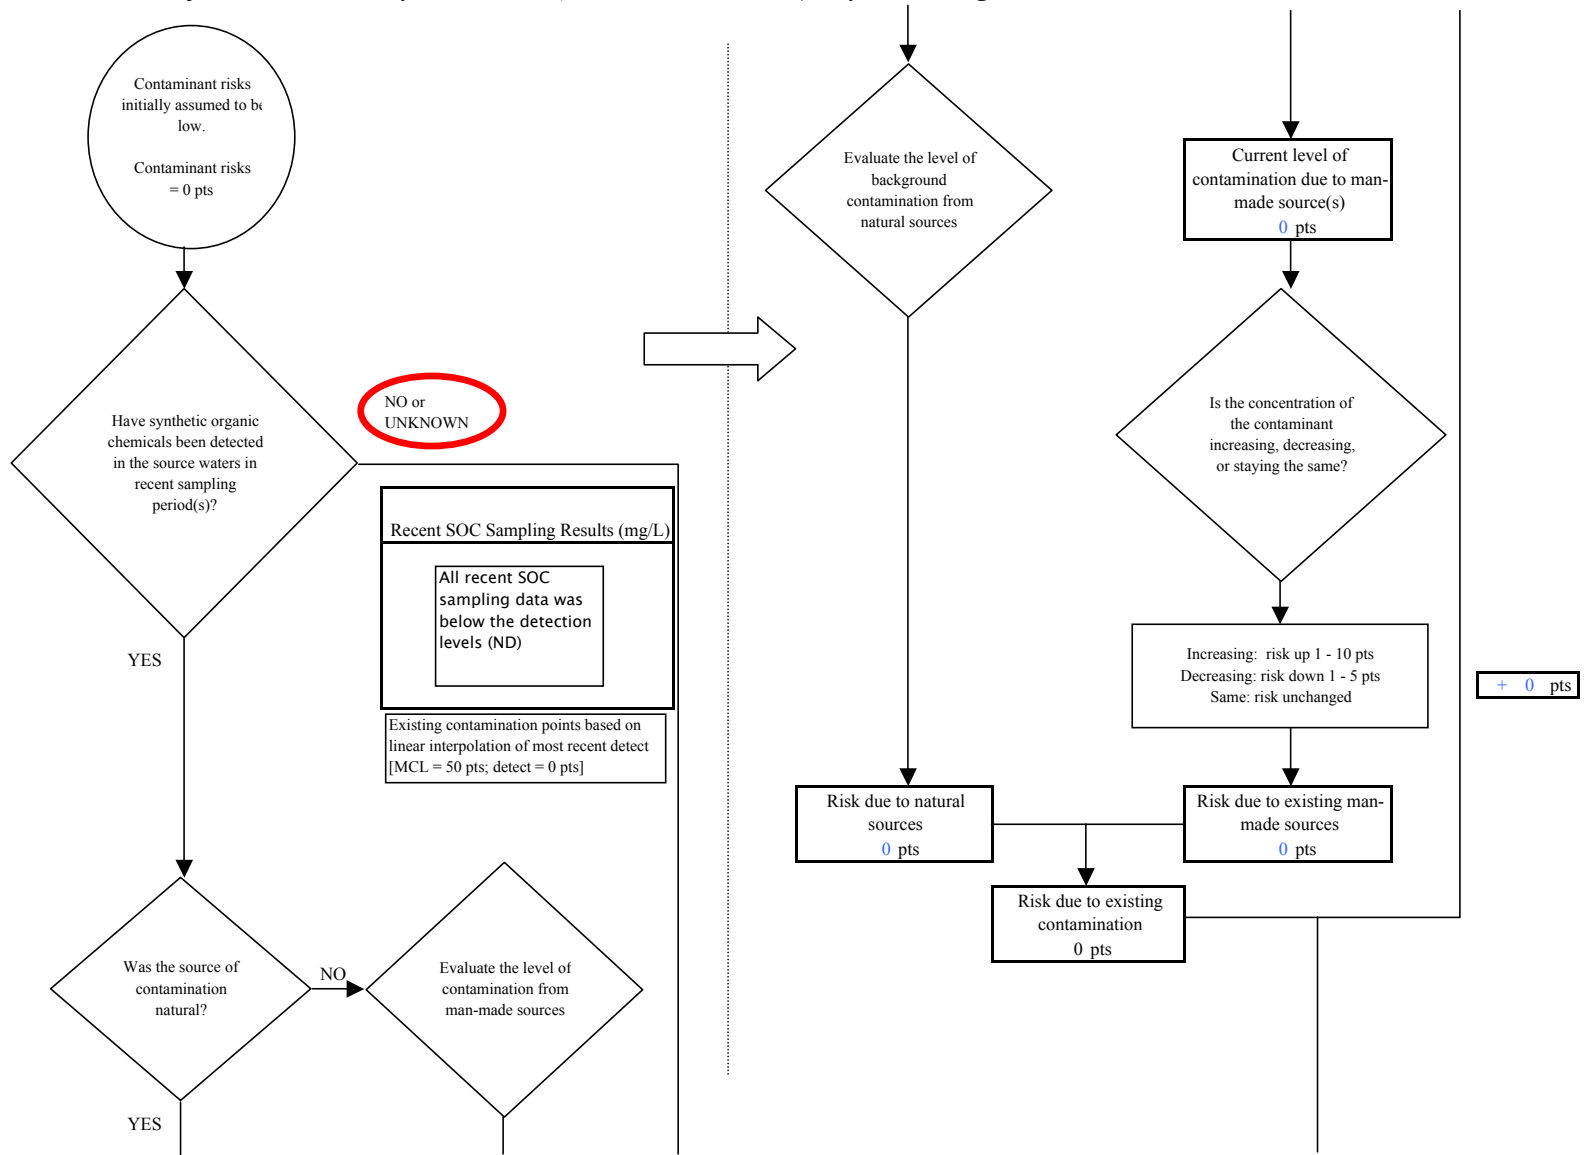 Contaminant risks
initially assumed to be
low.
Contaminant risks
= 0 pts
Have synthetic organic
chemicals been detected
in the source waters in
recent sampling
period(s)?
NO or
UNKNOWN
Recent SOC Sampling Results (mg/L)
All recent SOC
sampling data was
below the detection
levels (ND)
Existing contamination points based on
linear interpolation of most recent detect
[MCL = 50 pts; detect = 0 pts]
YES
Was the source of
contamination
natural?
NO
Evaluate the level of
contamination from
man-made sources
YES
Evaluate the level of
background
contamination from
natural sources
Current level of
contamination due to man-
made source(s)
0 pts
Is the concentration of
the contaminant
increasing, decreasing,
or staying the same?
Increasing: risk up 1 - 10 pts
Decreasing: risk down 1 - 5 pts
Same: risk unchanged
+ 0 pts
Risk due to natural
sources
0 pts
Risk due to existing man-
made sources
0 pts
Risk due to existing
contamination
0 pts